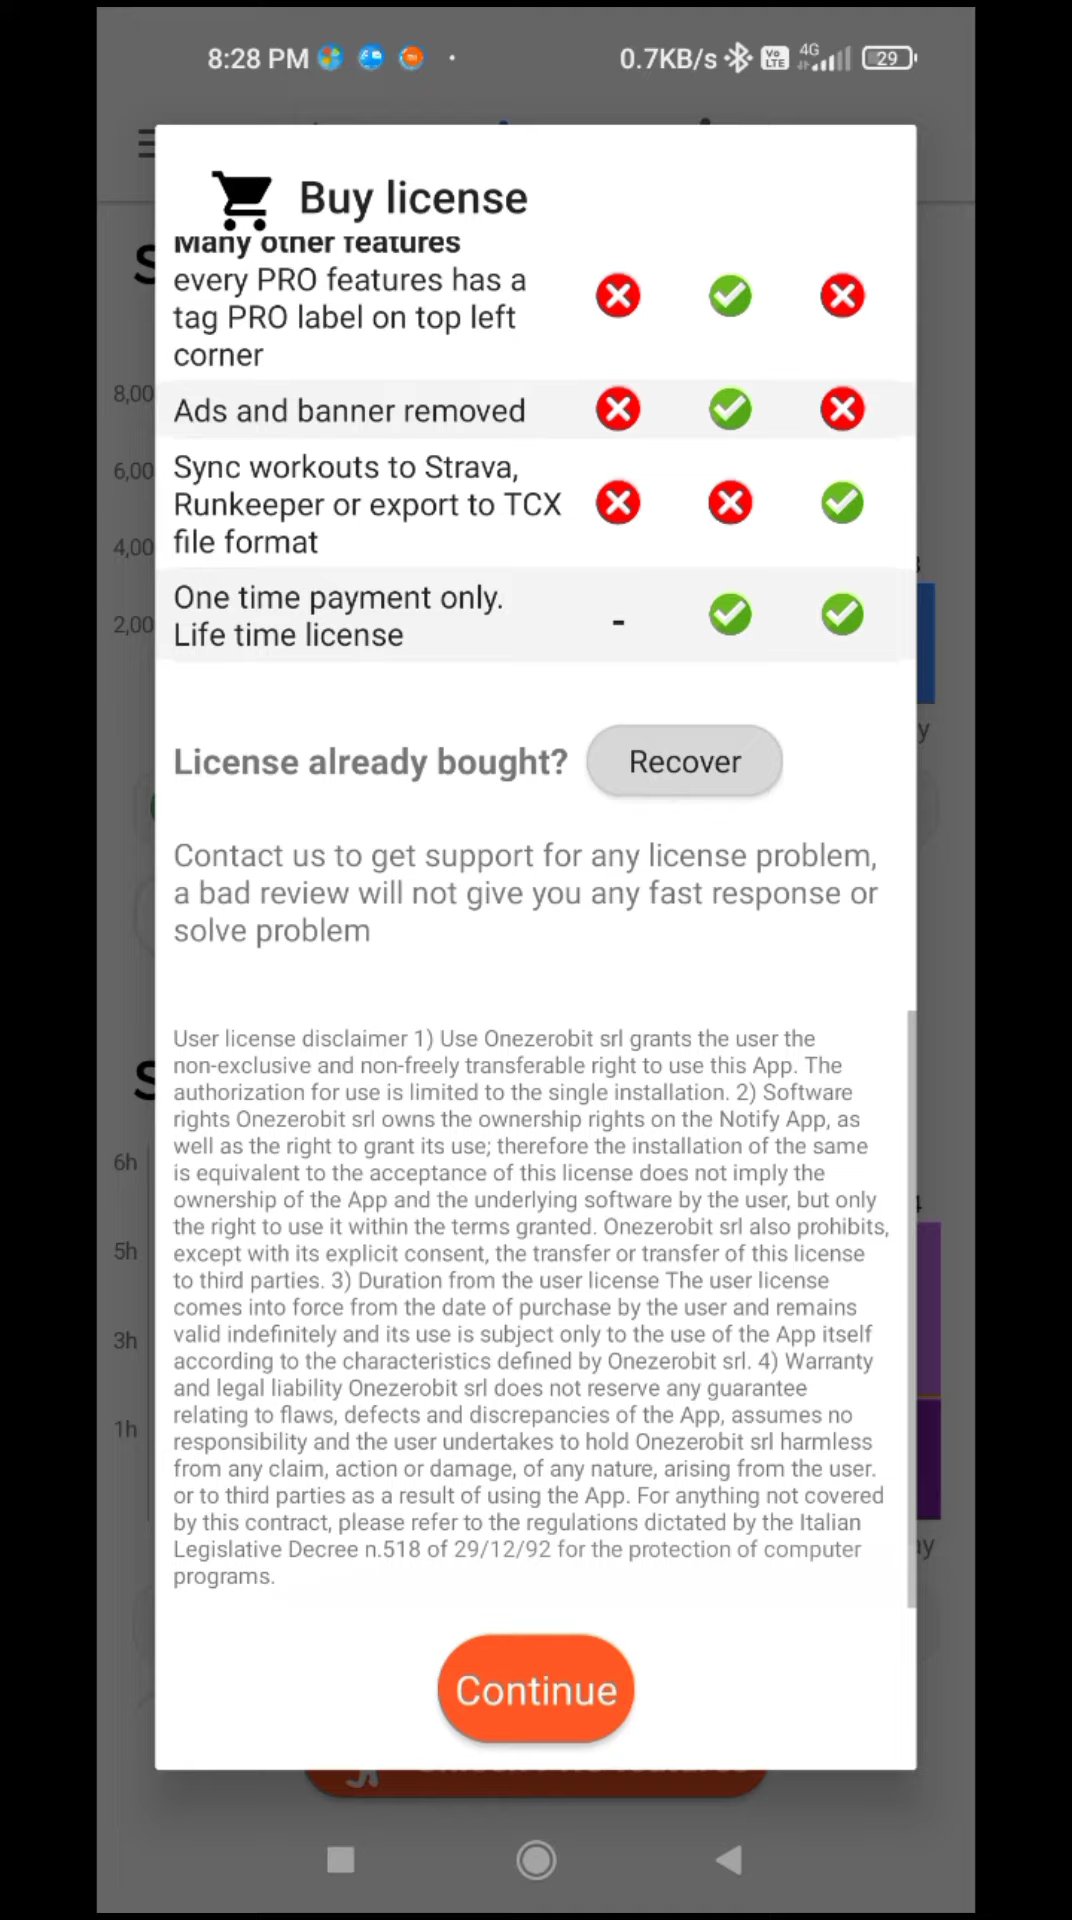 8:28 PM
0.7KB/s
Vo
LTE
4G
29
Buy license
Many other features
every PRO features has a
tag PRO label on top left
corner
8,00
Ads and banner removed
6,00
Sync workouts to Strava,
Runkeeper or export to TCX
file format
4,00
One time payment only.
Life time license
-
2,00
y
License already bought?
Recover
Contact us to get support for any license problem,
a bad review will not give you any fast response or
solve problem
User license disclaimer 1) Use Onezerobit srl grants the user the
non-exclusive and non-freely transferable right to use this App. The
authorization for use is limited to the single installation. 2) Software
rights Onezerobit srl owns the ownership rights on the Notify App, as
well as the right to grant its use; therefore the installation of the same
is equivalent to the acceptance of this license does not imply the
ownership of the App and the underlying software by the user, but only
the right to use it within the terms granted. Onezerobit srl also prohibits,
except with its explicit consent, the transfer or transfer of this license
to third parties. 3) Duration from the user license The user license
comes into force from the date of purchase by the user and remains
valid indefinitely and its use is subject only to the use of the App itself
according to the characteristics defined by Onezerobit srl. 4) Warranty
and legal liability Onezerobit srl does not reserve any guarantee
relating to flaws, defects and discrepancies of the App, assumes no
responsibility and the user undertakes to hold Onezerobit srl harmless
from any claim, action or damage, of any nature, arising from the user.
or to third parties as a result of using the App. For anything not covered
by this contract, please refer to the regulations dictated by the Italian
Legislative Decree n.518 of 29/12/92 for the protection of computer
programs.
6h
5h
3h
1h
ay
Continue